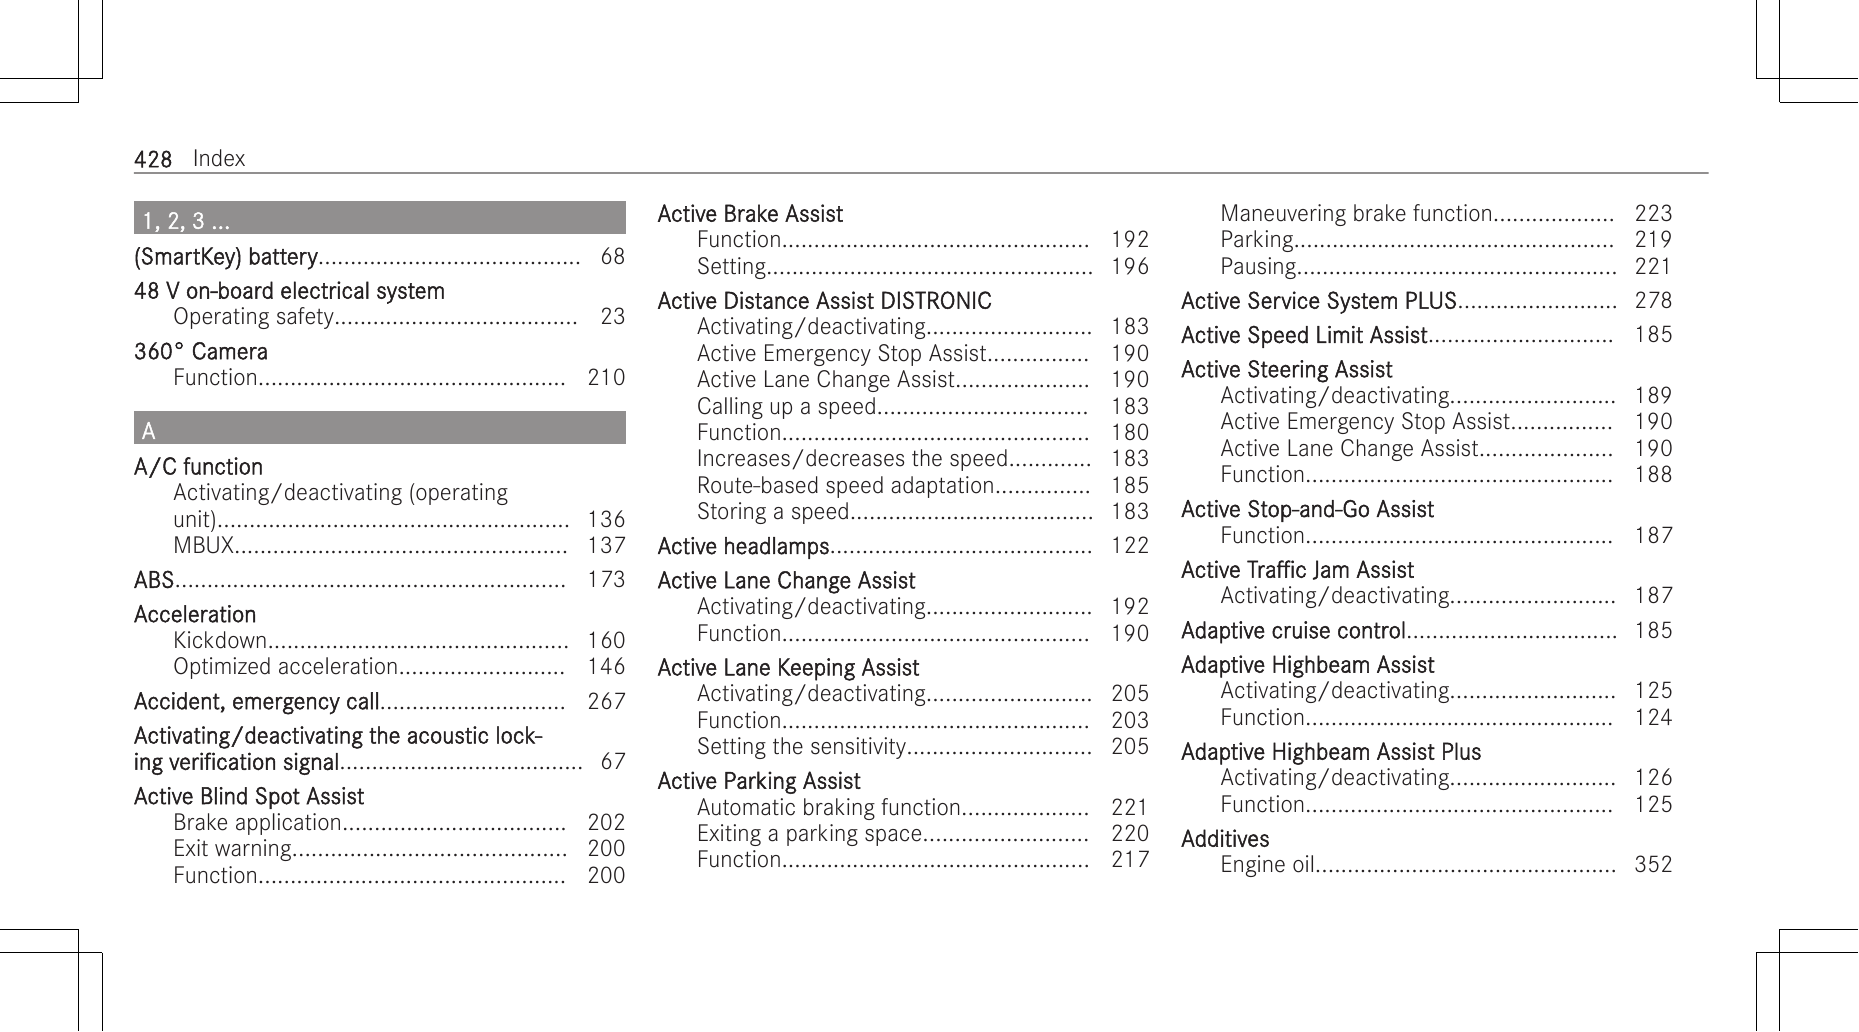 428 Index
1, 2, 3 ...
(SmartKey) battery......................................... 68
48 V on-board electrical system
Operating safety...................................... 23
360° Camera
Function................................................ 210
A
A/C function
Activating/deactivating (operating
unit)....................................................... 136
MBUX.................................................... 137
ABS............................................................. 173
Acceleration
Kickdown............................................... 160
Optimized acceleration.......................... 146
Accident, emergency call............................. 267
Activating/deactivating the acoustic lock-
ing verification signal...................................... 67
Active Blind Spot Assist
Brake application................................... 202
Exit warning........................................... 200
Function................................................ 200
Active Brake Assist
Function................................................ 192
Setting................................................... 196
Active Distance Assist DISTRONIC
Activating/deactivating.......................... 183
Active Emergency Stop Assist................ 190
Active Lane Change Assist..................... 190
Calling up a speed................................. 183
Function................................................ 180
Increases/decreases the speed............. 183
Route-based speed adaptation............... 185
Storing a speed...................................... 183
Active headlamps......................................... 122
Active Lane Change Assist
Activating/deactivating.......................... 192
Function................................................ 190
Active Lane Keeping Assist
Activating/deactivating.......................... 205
Function................................................ 203
Setting the sensitivity............................. 205
Active Parking Assist
Automatic braking function.................... 221
Exiting a parking space.......................... 220
Function................................................ 217
Maneuvering brake function................... 223
Parking.................................................. 219
Pausing.................................................. 221
Active Service System PLUS......................... 278
Active Speed Limit Assist............................. 185
Active Steering Assist
Activating/deactivating.......................... 189
Active Emergency Stop Assist................ 190
Active Lane Change Assist..................... 190
Function................................................ 188
Active Stop-and-Go Assist
Function................................................ 187
Active Traffic Jam Assist
Activating/deactivating.......................... 187
Adaptive cruise control................................. 185
Adaptive Highbeam Assist
Activating/deactivating.......................... 125
Function................................................ 124
Adaptive Highbeam Assist Plus
Activating/deactivating.......................... 126
Function................................................ 125
Additives
Engine oil............................................... 352